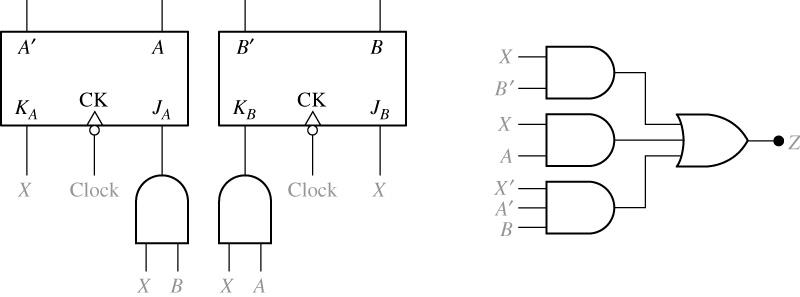 A′ A B′ B
CK CK
K_A J_A K_B J_B
X Clock Clock X
X B X A
X
B′
X
A
X′
A′
B
Z